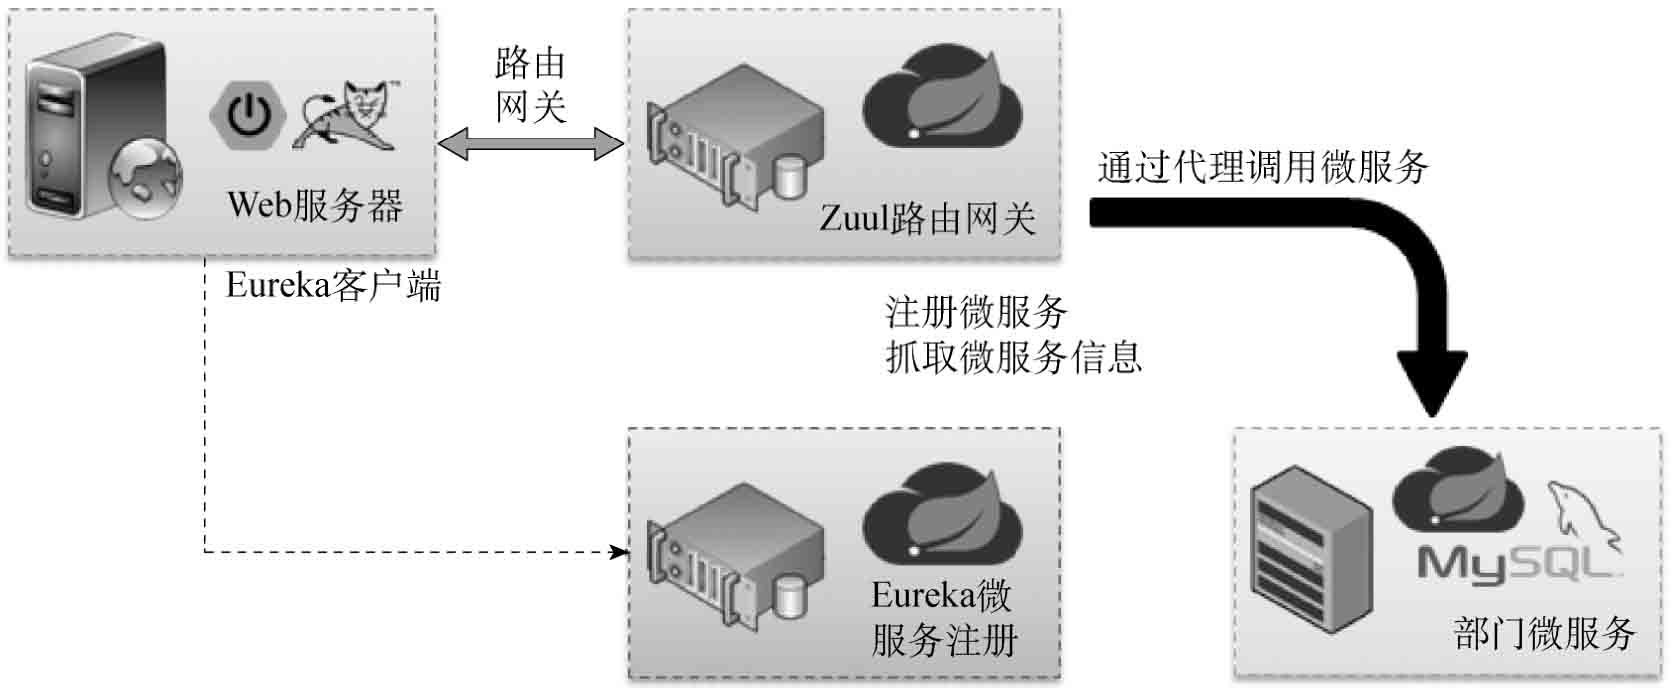 路由
网关
Web服务器
Zuul路由网关
通过代理调用微服务
Eureka客户端
注册微服务
抓取微服务信息
Eureka微
服务注册
MySQL
部门微服务